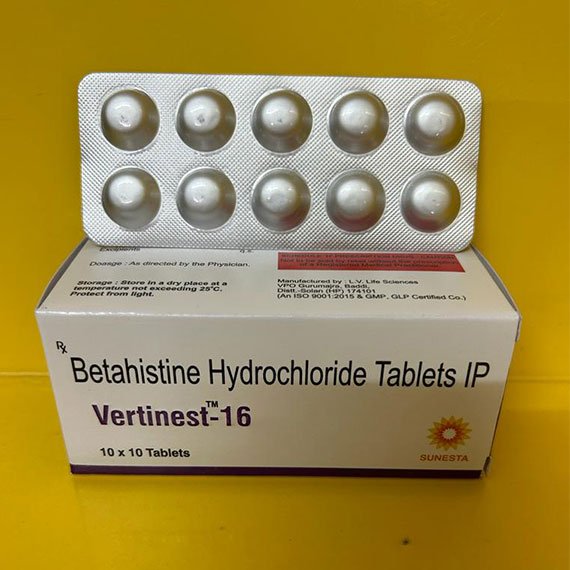 Excipients q.s.
Doasge : As directed by the Physician.
Storage : Store in a dry place at a
temperature not exceeding 25°C.
Protect from light.
Manufactured by : L.V. Life Sciences
VPO Gurumajra, Baddi,
Distt.-Solan (HP) 174101
(An ISO 9001:2015 & GMP, GLP Certified Co.)
Rx
Betahistine Hydrochloride Tablets IP
Vertinest™-16
10 x 10 Tablets
SUNESTA